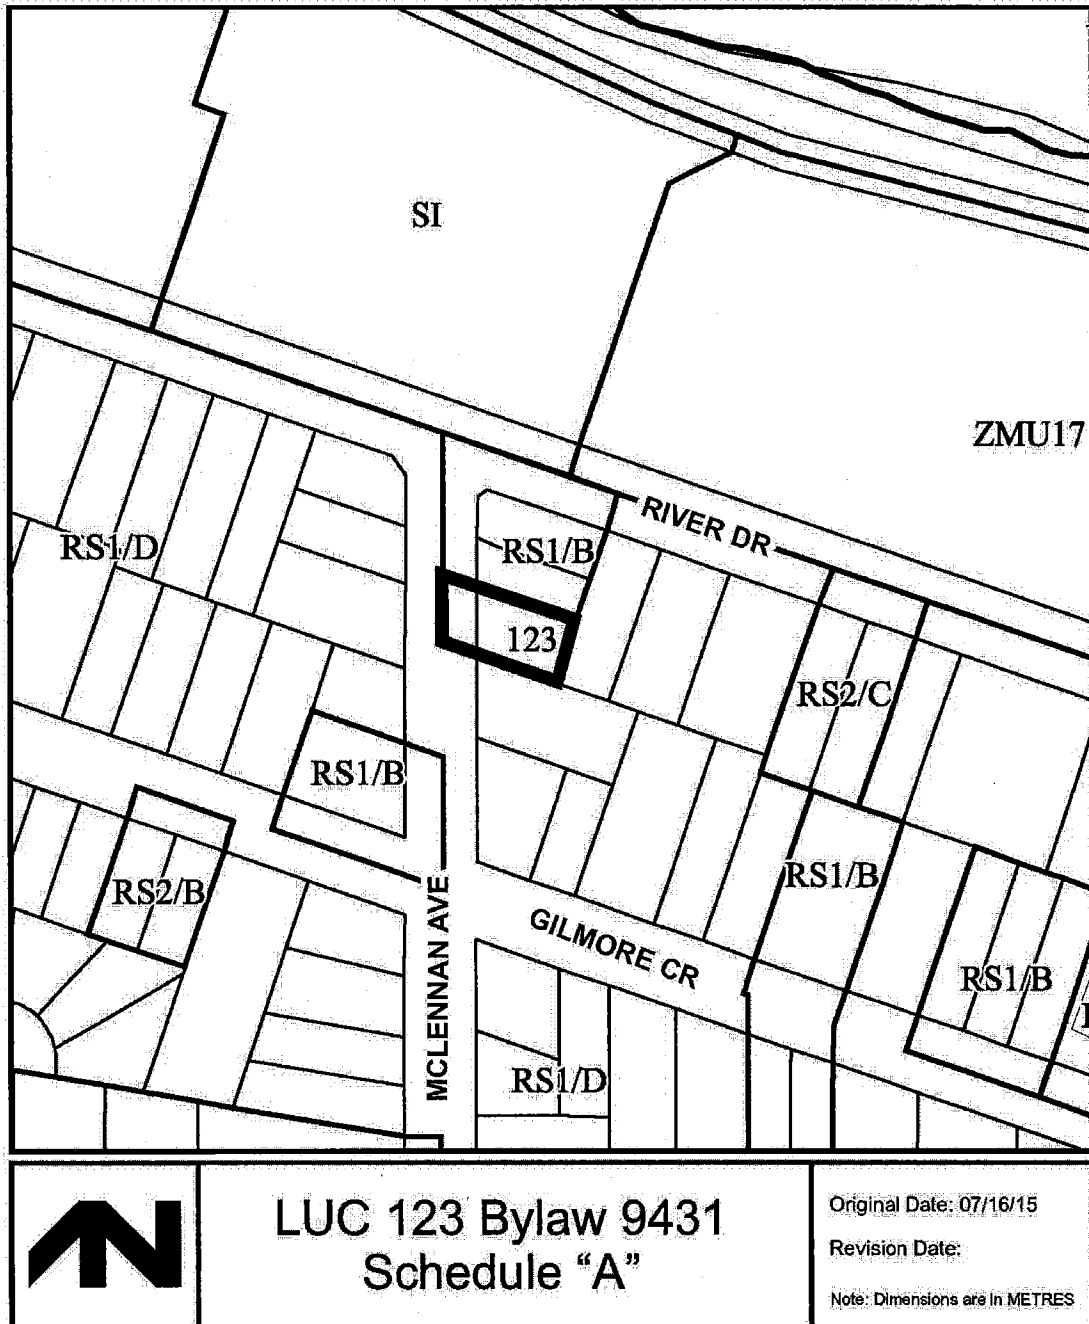 SI
ZMU17
RIVER DR
RS1/D
RS1/B
123
RS2/C
RS1/B
RS1/B
RS2/B
MCLENNAN AVE
GILMORE CR
RS1/B
RS1/D
LUC 123 Bylaw 9431
Schedule “A”
Original Date: 07/16/15
Revision Date:
Note: Dimensions are in METRES